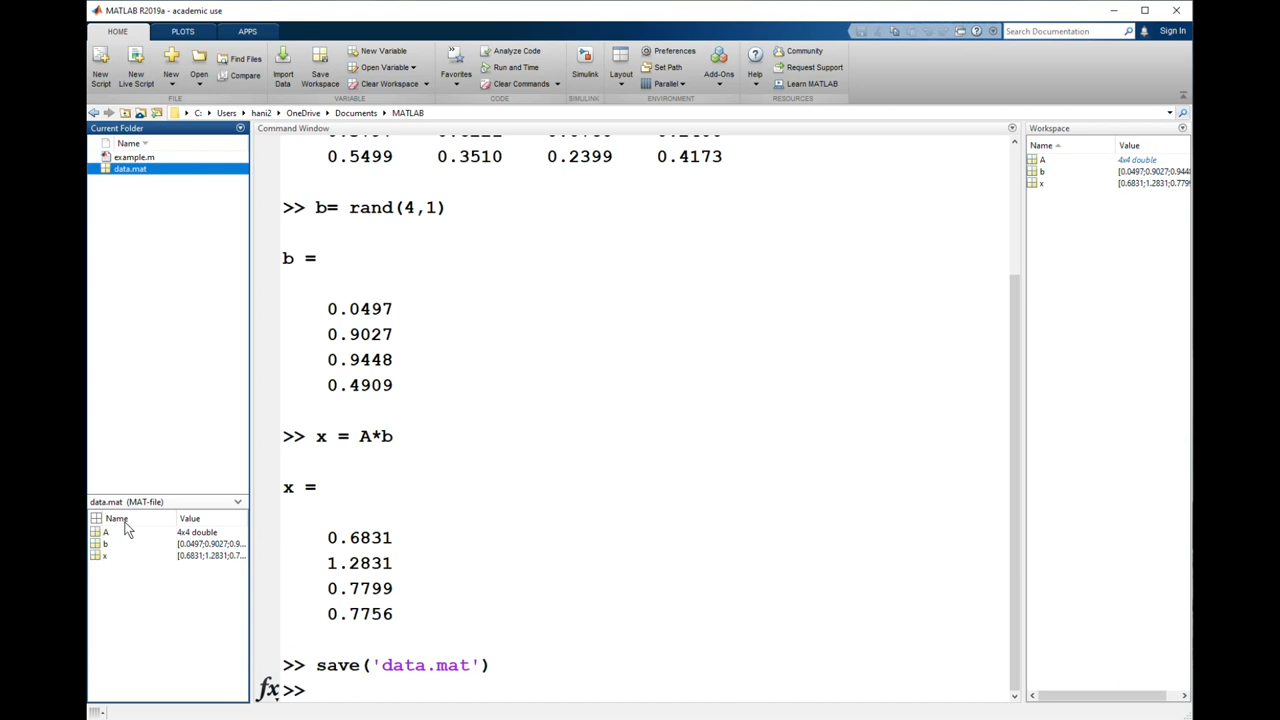 MATLAB R2019a - academic use
HOME PLOTS APPS
Search Documentation
Sign In
New Script
New Live Script
New
Open
Find Files
Compare
FILE
Import Data
Save Workspace
New Variable
Open Variable
Clear Workspace
VARIABLE
Favorites
Analyze Code
Run and Time
Clear Commands
CODE
Simulink
SIMULINK
Layout
Preferences
Set Path
Parallel
ENVIRONMENT
Add-Ons
Help
Community
Request Support
Learn MATLAB
RESOURCES
C: Users hani2 OneDrive Documents MATLAB
Current Folder
Name
example.m
data.mat
data.mat (MAT-file)
Name Value
A 4x4 double
b [0.0497;0.9027;0.9...
x [0.6831;1.2831;0.7...
Command Window
0.5499 0.3510 0.2399 0.4173
>> b= rand(4,1)
b =
0.0497
0.9027
0.9448
0.4909
>> x = A*b
x =
0.6831
1.2831
0.7799
0.7756
>> save('data.mat')
fx >>
Workspace
Name Value
A 4x4 double
b [0.0497;0.9027;0.944
x [0.6831;1.2831;0.779